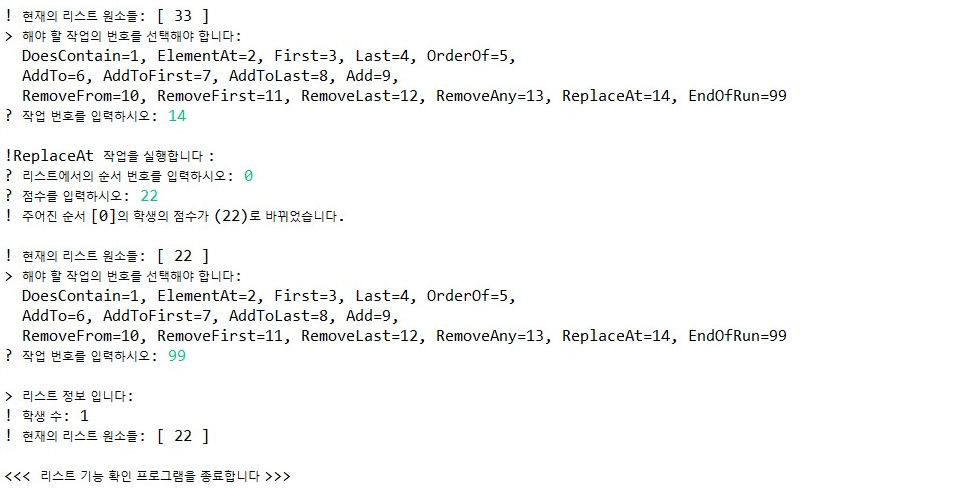 ! 현재의 리스트 원소들: [ 33 ]
> 해야 할 작업의 번호를 선택해야 합니다:
DoesContain=1, ElementAt=2, First=3, Last=4, OrderOf=5,
AddTo=6, AddToFirst=7, AddToLast=8, Add=9,
RemoveFrom=10, RemoveFirst=11, RemoveLast=12, RemoveAny=13, ReplaceAt=14, EndOfRun=99
? 작업 번호를 입력하시오: 14
!ReplaceAt 작업을 실행합니다 :
? 리스트에서의 순서 번호를 입력하시오: 0
? 점수를 입력하시오: 22
! 주어진 순서 [0]의 학생의 점수가 (22)로 바뀌었습니다.
! 현재의 리스트 원소들: [ 22 ]
> 해야 할 작업의 번호를 선택해야 합니다:
DoesContain=1, ElementAt=2, First=3, Last=4, OrderOf=5,
AddTo=6, AddToFirst=7, AddToLast=8, Add=9,
RemoveFrom=10, RemoveFirst=11, RemoveLast=12, RemoveAny=13, ReplaceAt=14, EndOfRun=99
? 작업 번호를 입력하시오: 99
> 리스트 정보 입니다:
! 학생 수: 1
! 현재의 리스트 원소들: [ 22 ]
<<< 리스트 기능 확인 프로그램을 종료합니다 >>>